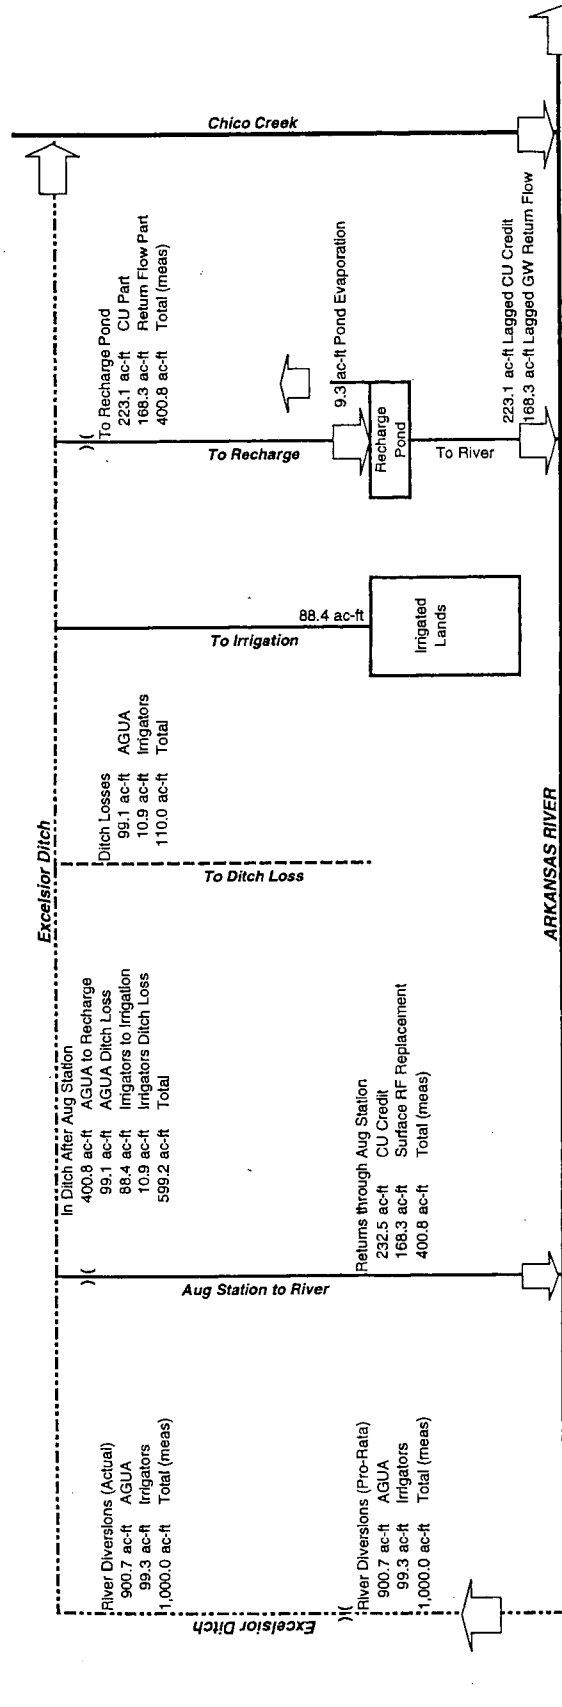 Excelsior Ditch
Excelsior Ditch
River Diversions (Actual)
900.7 ac-ft AGUA
99.3 ac-ft Irrigators
1,000.0 ac-ft Total (meas)
River Diversions (Pro-Rata)
900.7 ac-ft AGUA
99.3 ac-ft Irrigators
1,000.0 ac-ft Total (meas)
In Ditch After Aug Station
400.8 ac-ft AGUA to Recharge
99.1 ac-ft AGUA Ditch Loss
88.4 ac-ft Irrigators to Irrigation
10.9 ac-ft Irrigators Ditch Loss
599.2 ac-ft Total
Aug Station to River
Returns through Aug Station
232.5 ac-ft CU Credit
168.3 ac-ft Surface RF Replacement
400.8 ac-ft Total (meas)
Ditch Losses
99.1 ac-ft AGUA
10.9 ac-ft Irrigators
110.0 ac-ft Total
To Ditch Loss
To Irrigation
88.4 ac-ft
Irrigated
Lands
To Recharge Pond
223.1 ac-ft CU Part
168.3 ac-ft Return Flow Part
400.8 ac-ft Total (meas)
To Recharge
9.3 ac-ft Pond Evaporation
Recharge
Pond
To River
223.1 ac-ft Lagged CU Credit
168.3 ac-ft Lagged GW Return Flow
Chico Creek
ARKANSAS RIVER